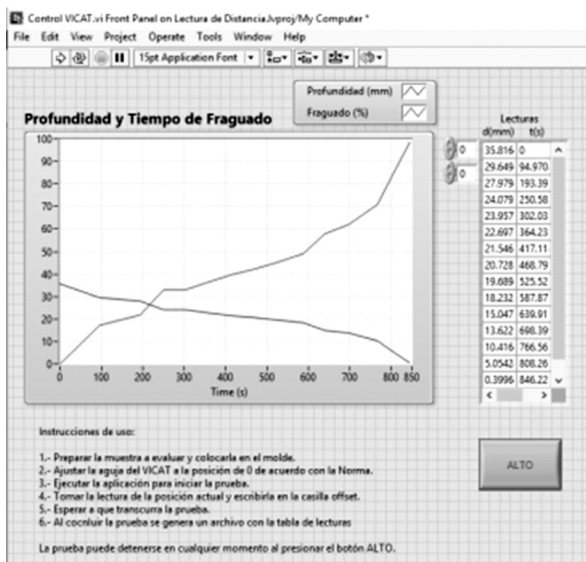 Control VICAT.vi Front Panel on Lectura de Distancia.lvproj/My Computer *
File Edit View Project Operate Tools Window Help
15pt Application Font
Profundidad (mm)
Fraguado (%)
Profundidad y Tiempo de Fraguado
100
90
80
70
60
50
40
30
20
10
0
0 100 200 300 400 500 600 700 800 850
Time (s)
Lecturas
d(mm) t(s)
0
0
35.816 0
29.649 94.970
27.979 193.39
24.079 250.58
23.957 302.03
22.697 364.23
21.546 417.11
20.728 468.79
19.689 525.52
18.232 587.87
15.047 639.91
13.622 698.39
10.416 766.56
5.0542 808.26
0.3996 846.22
Instrucciones de uso:
1.- Preparar la muestra a evaluar y colocarla en el molde.
2.- Ajustar la aguja del VICAT a la posición de 0 de acuerdo con la Norma.
3.- Ejecutar la aplicación para iniciar la prueba.
4.- Tomar la lectura de la posición actual y escribirla en la casilla offset.
5.- Esperar a que transcurra la prueba.
6.- Al cocnluir la prueba se genera un archivo con la tabla de lecturas
La prueba puede detenerse en cualquier momento al presionar el botón ALTO.
ALTO